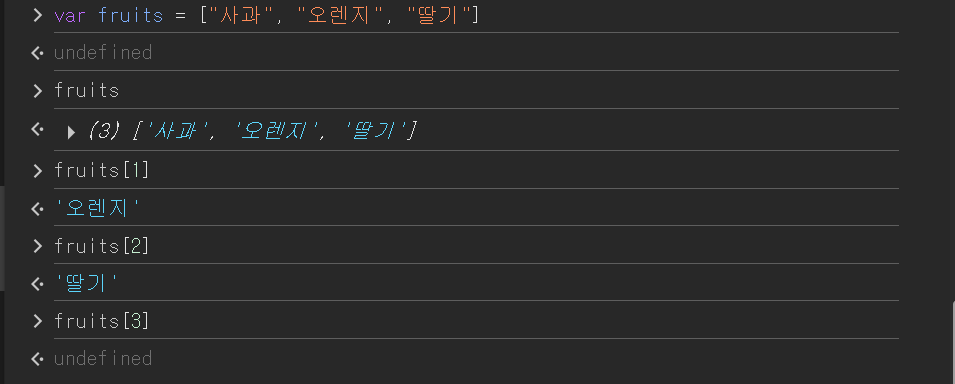 > var fruits = ["사과", "오렌지", "딸기"]
undefined
> fruits
(3) ['사과', '오렌지', '딸기']
> fruits[1]
'오렌지'
> fruits[2]
'딸기'
> fruits[3]
undefined